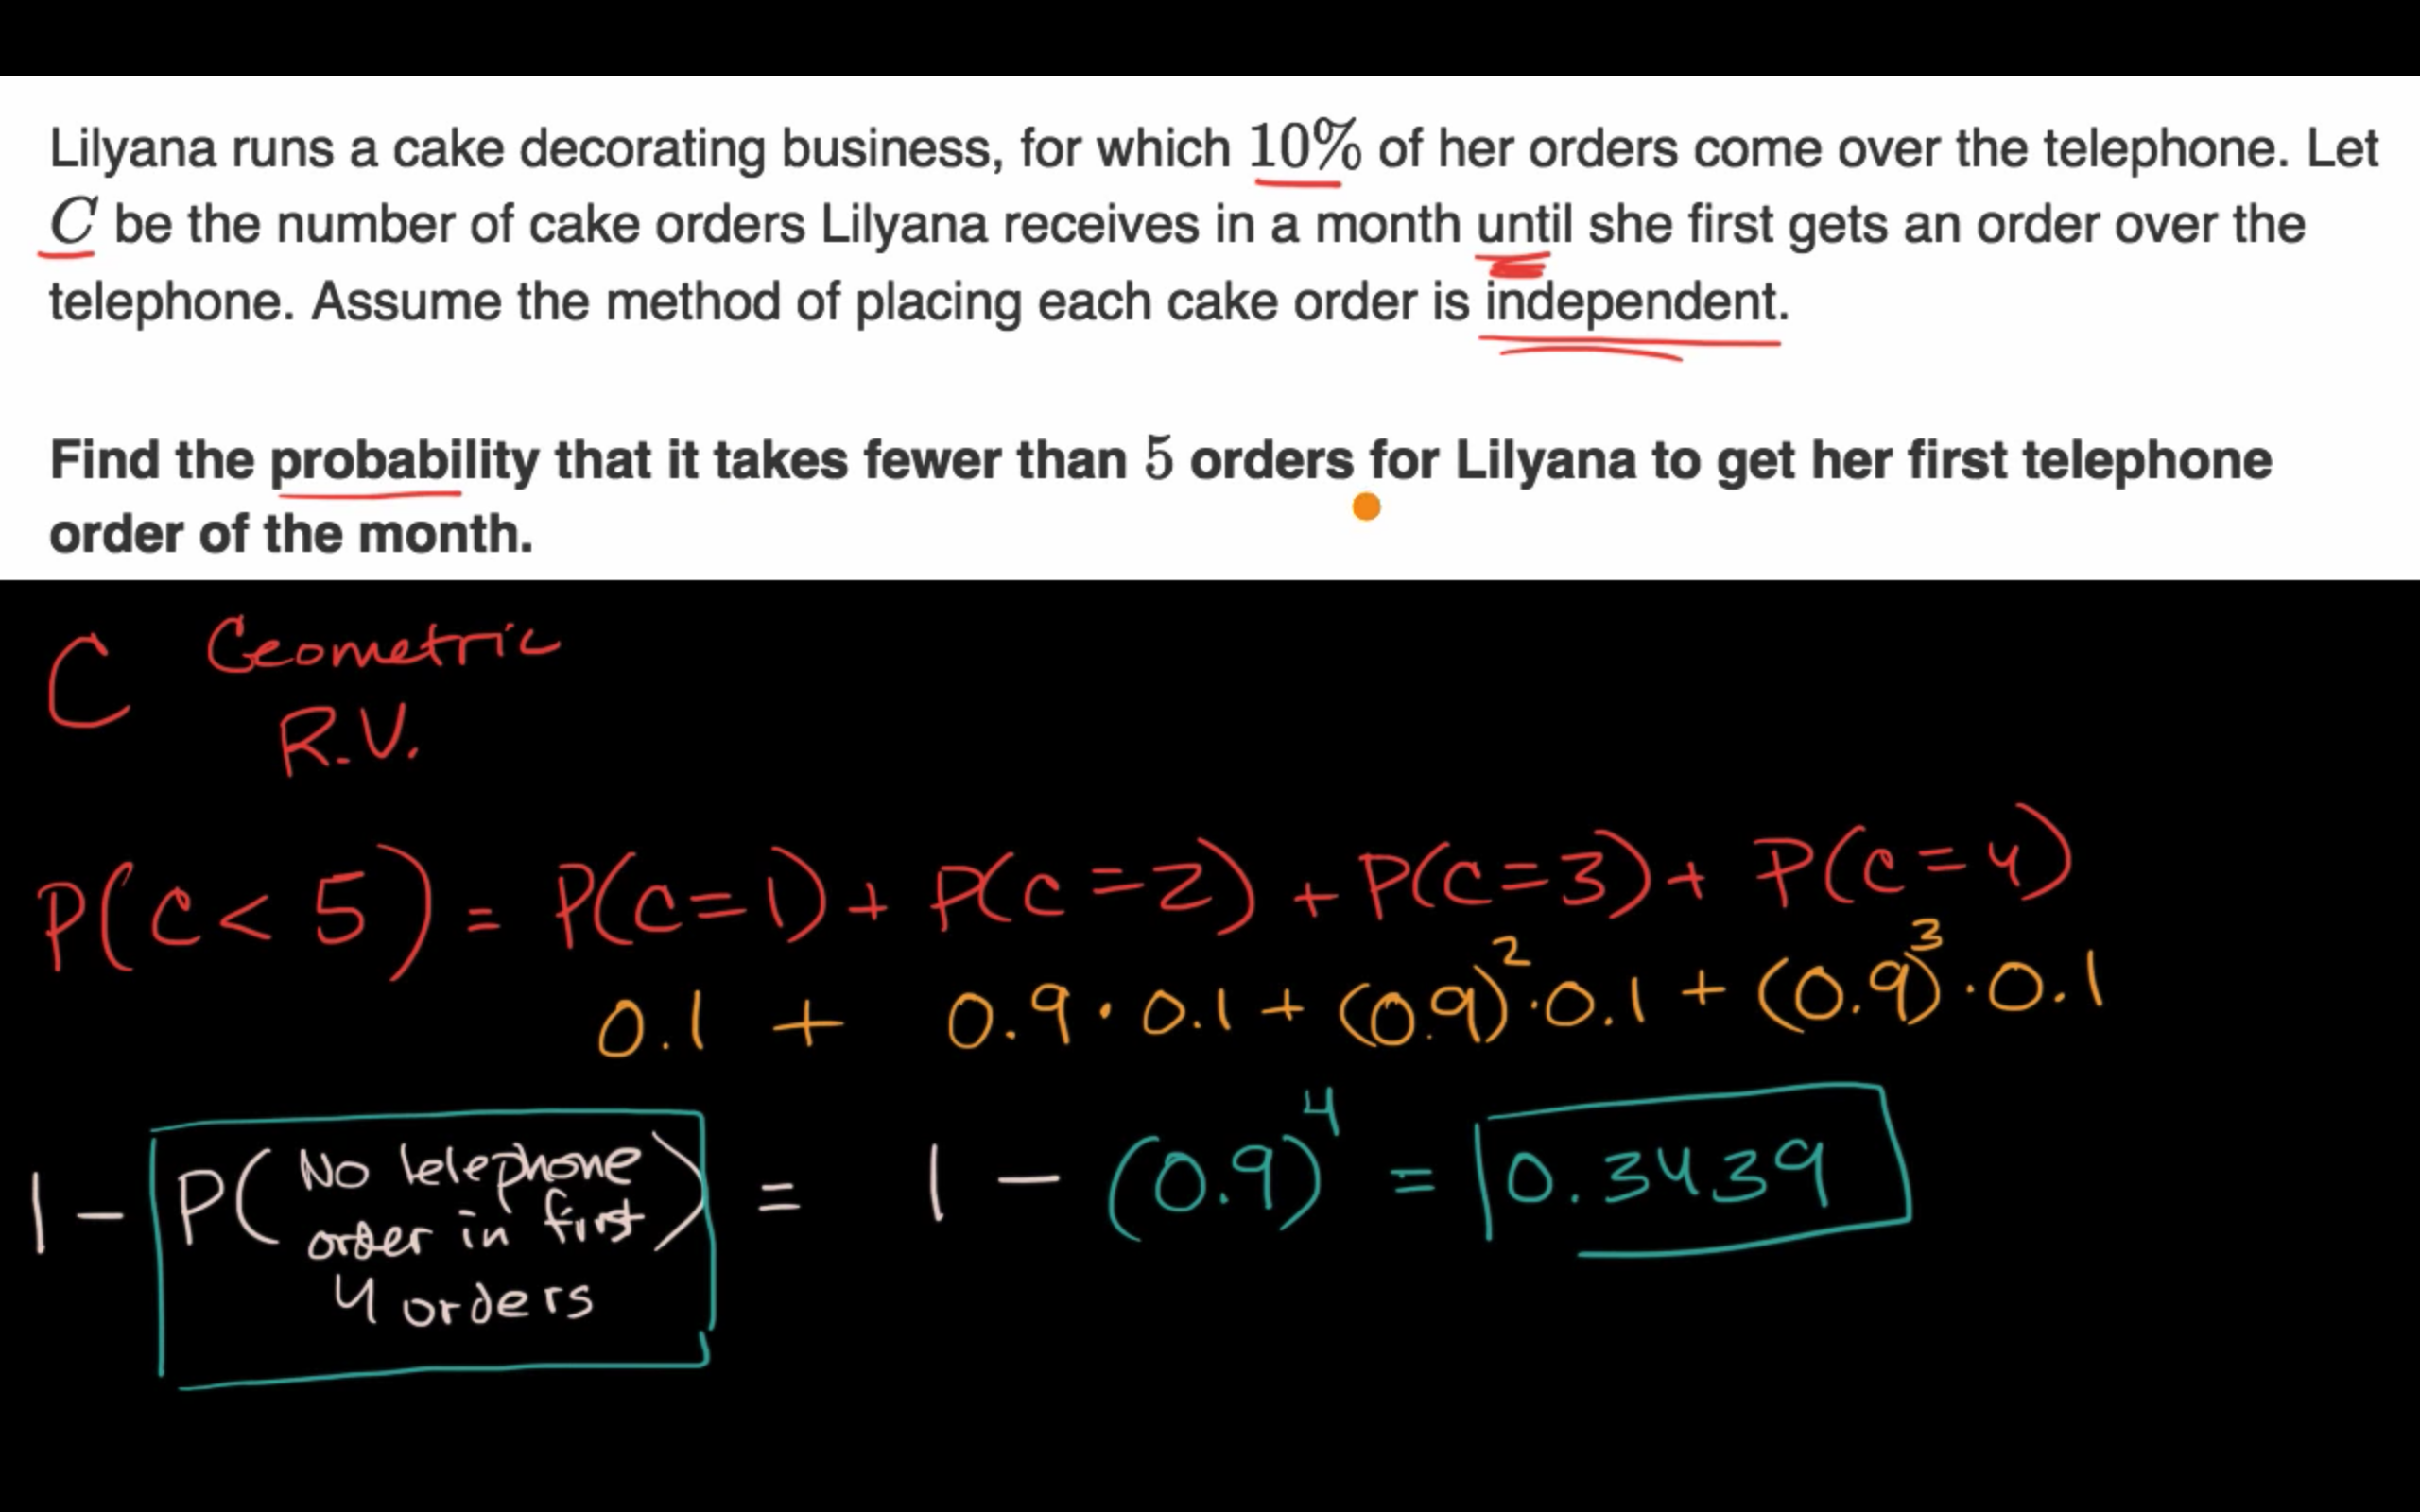 Lilyana runs a cake decorating business, for which 10% of her orders come over the telephone. Let
C be the number of cake orders Lilyana receives in a month until she first gets an order over the
telephone. Assume the method of placing each cake order is independent.
Find the probability that it takes fewer than 5 orders for Lilyana to get her first telephone
order of the month.
C Geometric
R.V.
P(C < 5) = P(C=1) + P(C=2) + P(C=3) + P(C=4)
0.1 + 0.9 · 0.1 + (0.9)² · 0.1 + (0.9)³ · 0.1
1 - P(No telephone order in first 4 orders) = 1 - (0.9)⁴ = 0.3439